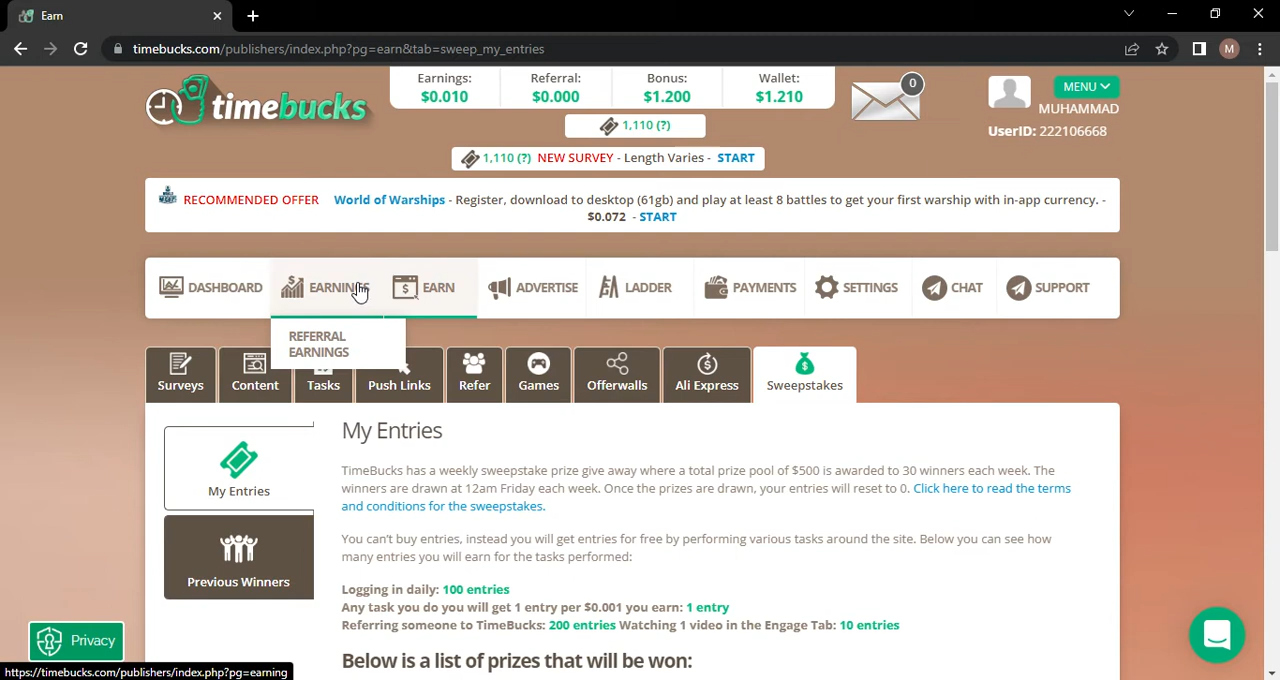 Earn
timebucks.com/publishers/index.php?pg=earn&tab=sweep_my_entries
M
timebucks
Earnings: Referral: Bonus: Wallet:
$0.010 $0.000 $1.200 $1.210
0
MENU
MUHAMMAD
UserID: 222106668
1,110 (?)
1,110 (?) NEW SURVEY - Length Varies - START
RECOMMENDED OFFER World of Warships - Register, download to desktop (61gb) and play at least 8 battles to get your first warship with in-app currency. -
$0.072 - START
DASHBOARD EARNINGS EARN ADVERTISE LADDER PAYMENTS SETTINGS CHAT SUPPORT
REFERRAL
EARNINGS
Surveys Content Tasks Push Links Refer Games Offerwalls Ali Express Sweepstakes
My Entries
Previous Winners
My Entries
TimeBucks has a weekly sweepstake prize give away where a total prize pool of $500 is awarded to 30 winners each week. The
winners are drawn at 12am Friday each week. Once the prizes are drawn, your entries will reset to 0. Click here to read the terms
and conditions for the sweepstakes.
You can't buy entries, instead you will get entries for free by performing various tasks around the site. Below you can see how
many entries you will earn for the tasks performed:
Logging in daily: 100 entries
Any task you do you will get 1 entry per $0.001 you earn: 1 entry
Referring someone to TimeBucks: 200 entries Watching 1 video in the Engage Tab: 10 entries
Below is a list of prizes that will be won:
Privacy
https://timebucks.com/publishers/index.php?pg=earning